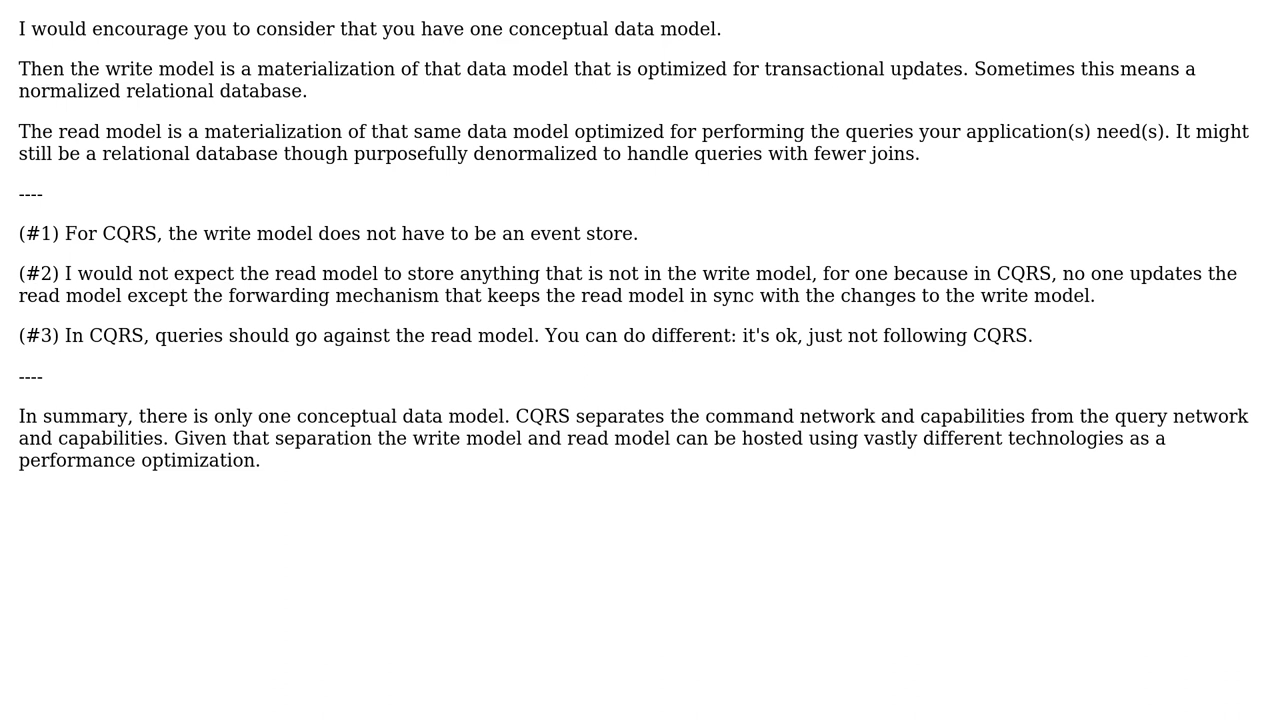 I would encourage you to consider that you have one conceptual data model.
Then the write model is a materialization of that data model that is optimized for transactional updates. Sometimes this means a
normalized relational database.
The read model is a materialization of that same data model optimized for performing the queries your application(s) need(s). It might
still be a relational database though purposefully denormalized to handle queries with fewer joins.
----
(#1) For CQRS, the write model does not have to be an event store.
(#2) I would not expect the read model to store anything that is not in the write model, for one because in CQRS, no one updates the
read model except the forwarding mechanism that keeps the read model in sync with the changes to the write model.
(#3) In CQRS, queries should go against the read model. You can do different: it's ok, just not following CQRS.
----
In summary, there is only one conceptual data model. CQRS separates the command network and capabilities from the query network
and capabilities. Given that separation the write model and read model can be hosted using vastly different technologies as a
performance optimization.